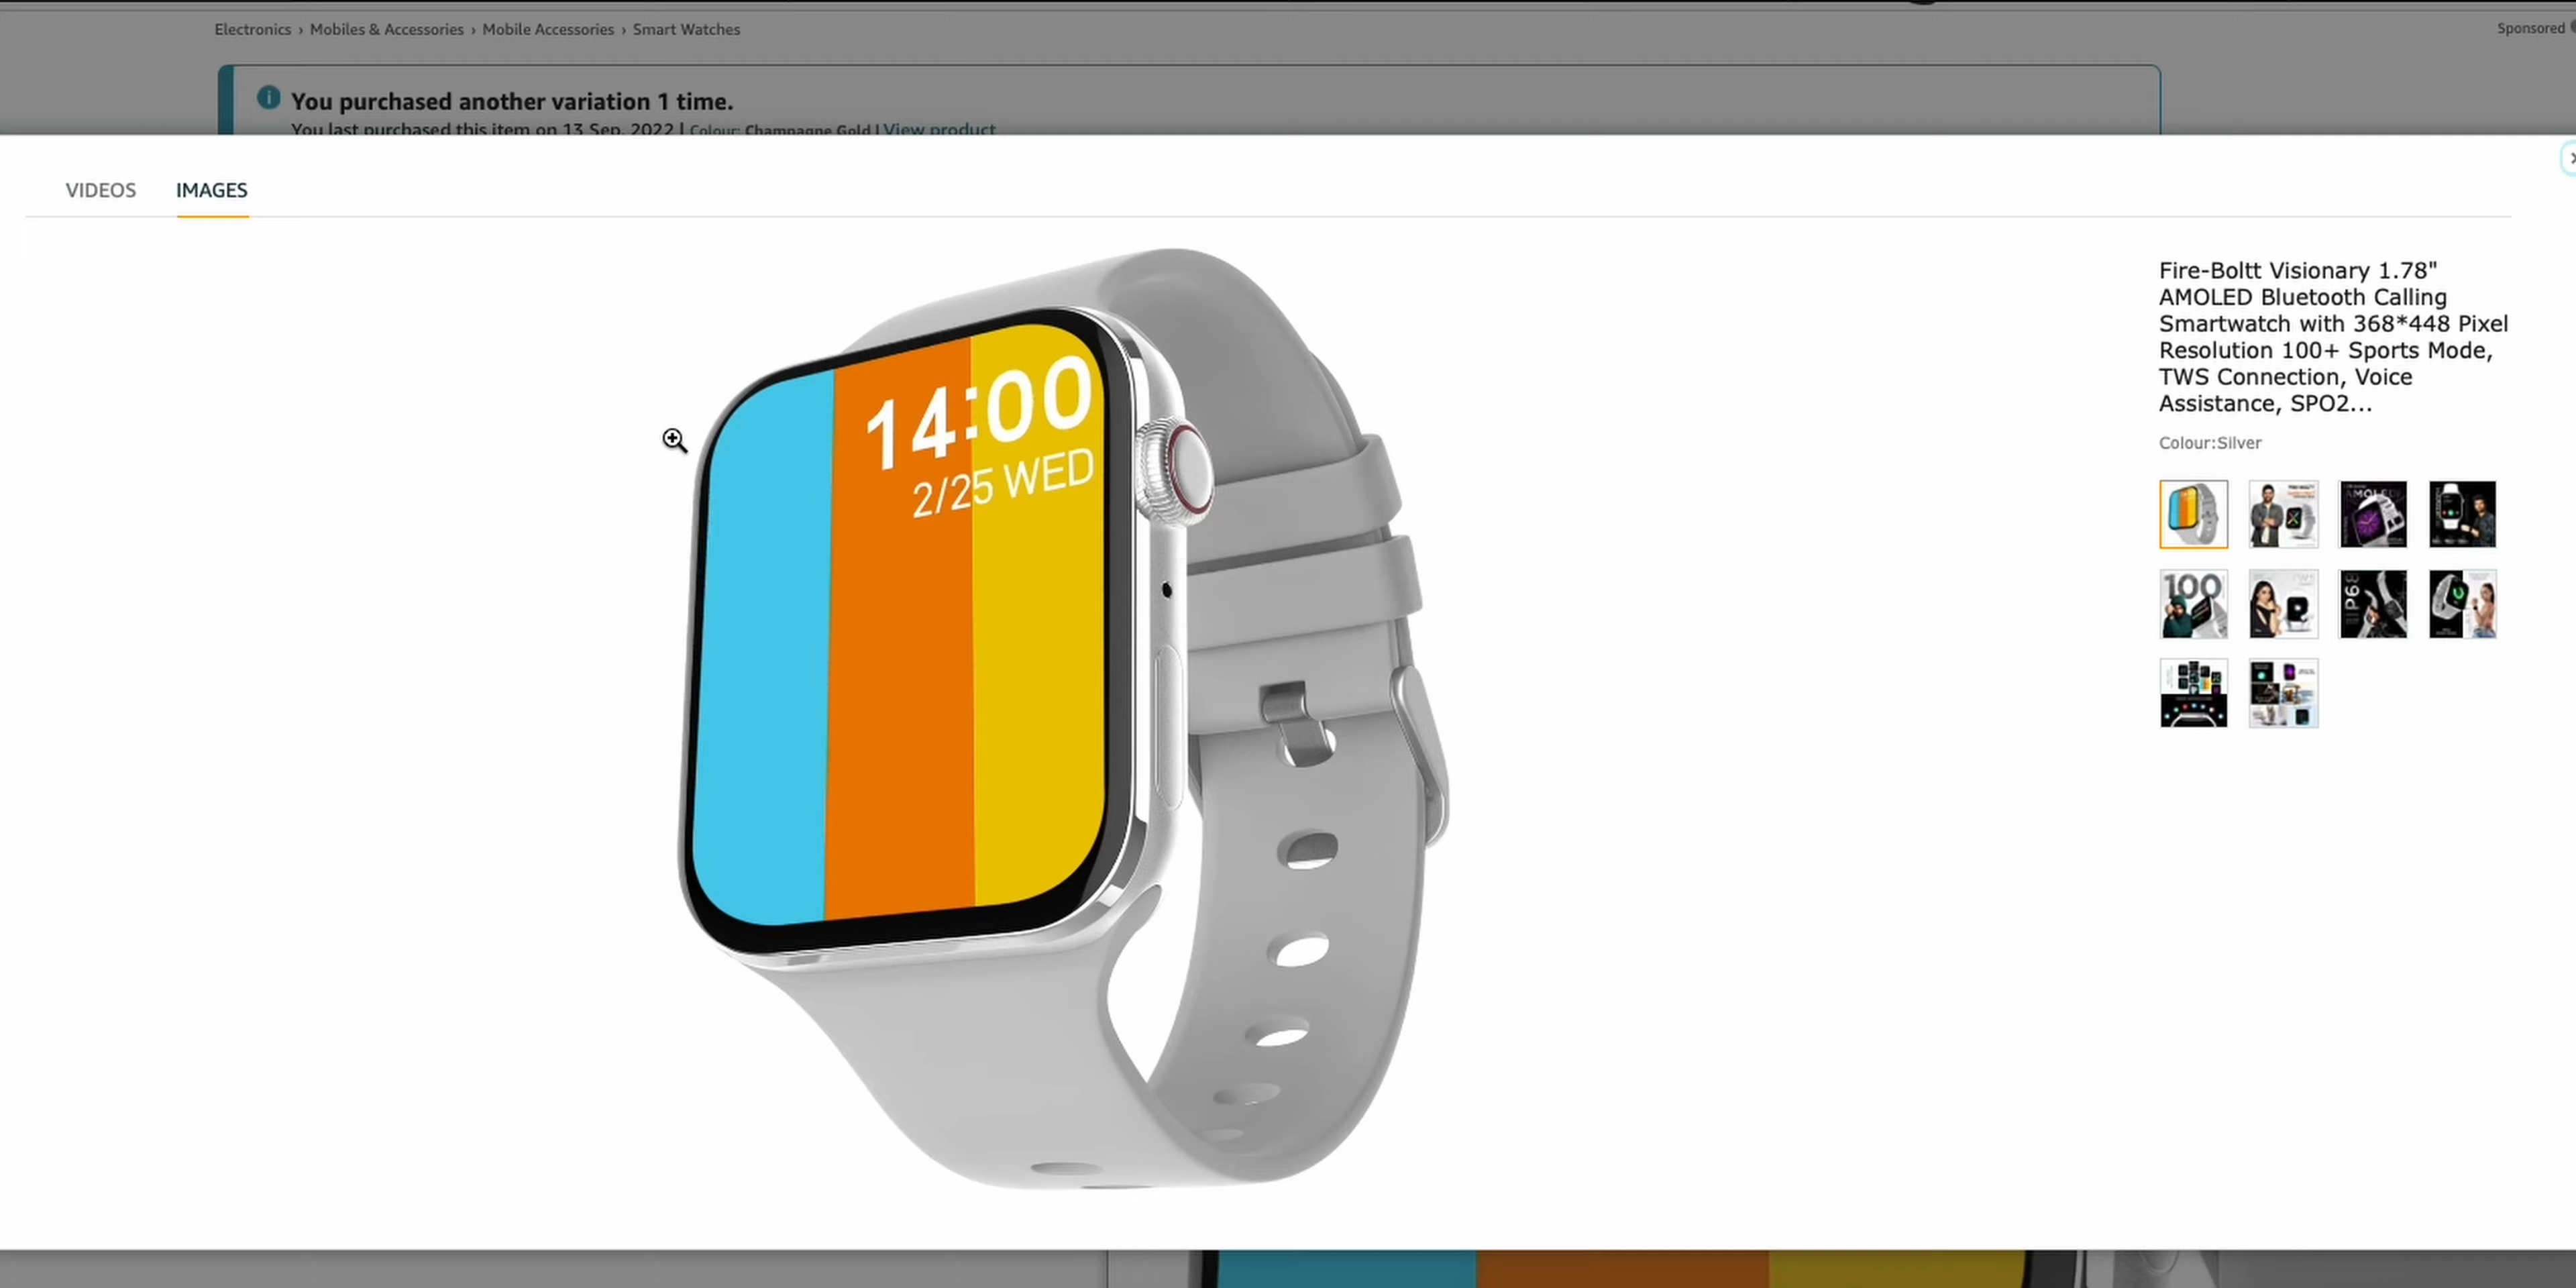 Electronics › Mobiles & Accessories › Mobile Accessories › Smart Watches
Sponsored
You purchased another variation 1 time.
You last purchased this item on 13 Sep, 2022 | Colour: Champagne Gold | View product
VIDEOS
IMAGES
14:00
2/25 WED
Fire-Boltt Visionary 1.78"
AMOLED Bluetooth Calling
Smartwatch with 368*448 Pixel
Resolution 100+ Sports Mode,
TWS Connection, Voice
Assistance, SPO2...
Colour:Silver
AMOLED
100
IP68